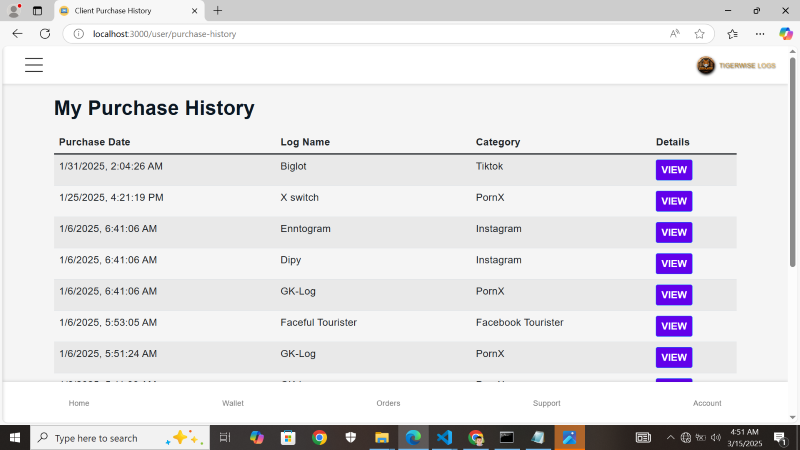 Client Purchase History
localhost:3000/user/purchase-history
TIGERWISE LOGS
My Purchase History
Purchase Date Log Name Category Details
1/31/2025, 2:04:26 AM Biglot Tiktok VIEW
1/25/2025, 4:21:19 PM X switch PornX VIEW
1/6/2025, 6:41:06 AM Enntogram Instagram VIEW
1/6/2025, 6:41:06 AM Dipy Instagram VIEW
1/6/2025, 6:41:06 AM GK-Log PornX VIEW
1/6/2025, 5:53:05 AM Faceful Tourister Facebook Tourister VIEW
1/6/2025, 5:51:24 AM GK-Log PornX VIEW
Home Wallet Orders Support Account
Type here to search
4:51 AM
3/15/2025
1